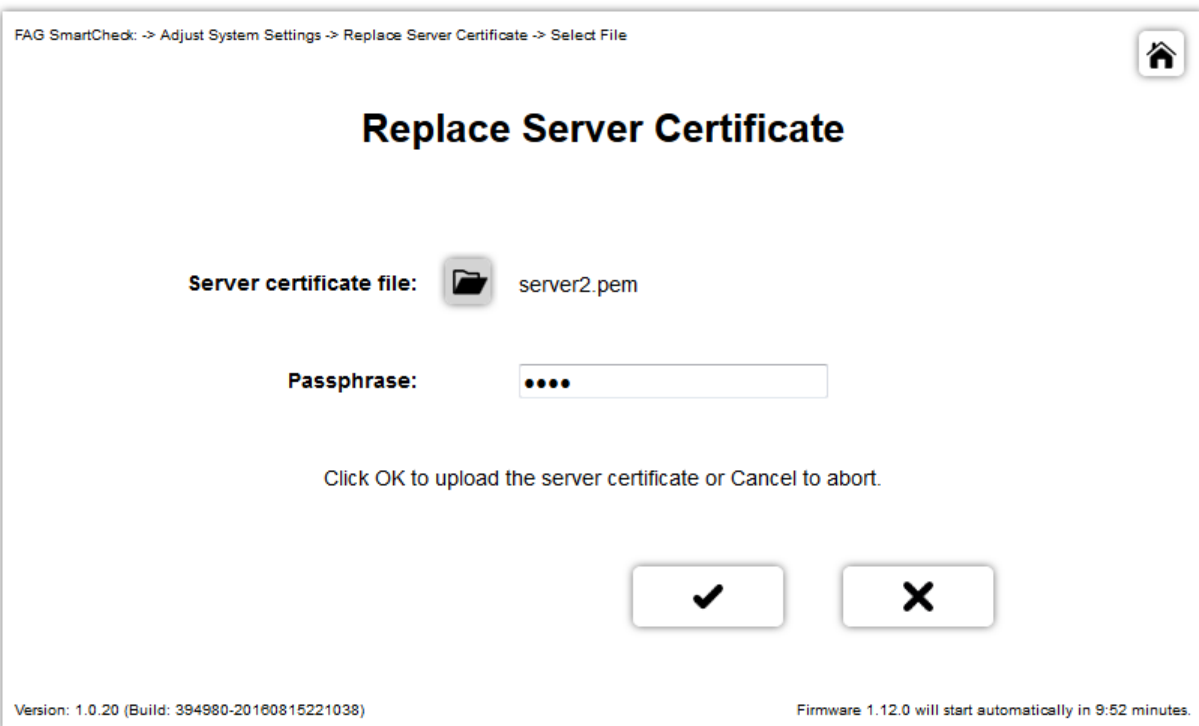 FAG SmartCheck: -> Adjust System Settings -> Replace Server Certificate -> Select File
Replace Server Certificate
Server certificate file: server2.pem
Passphrase: ••••
Click OK to upload the server certificate or Cancel to abort.
Version: 1.0.20 (Build: 394980-20160815221038) Firmware 1.12.0 will start automatically in 9:52 minutes.